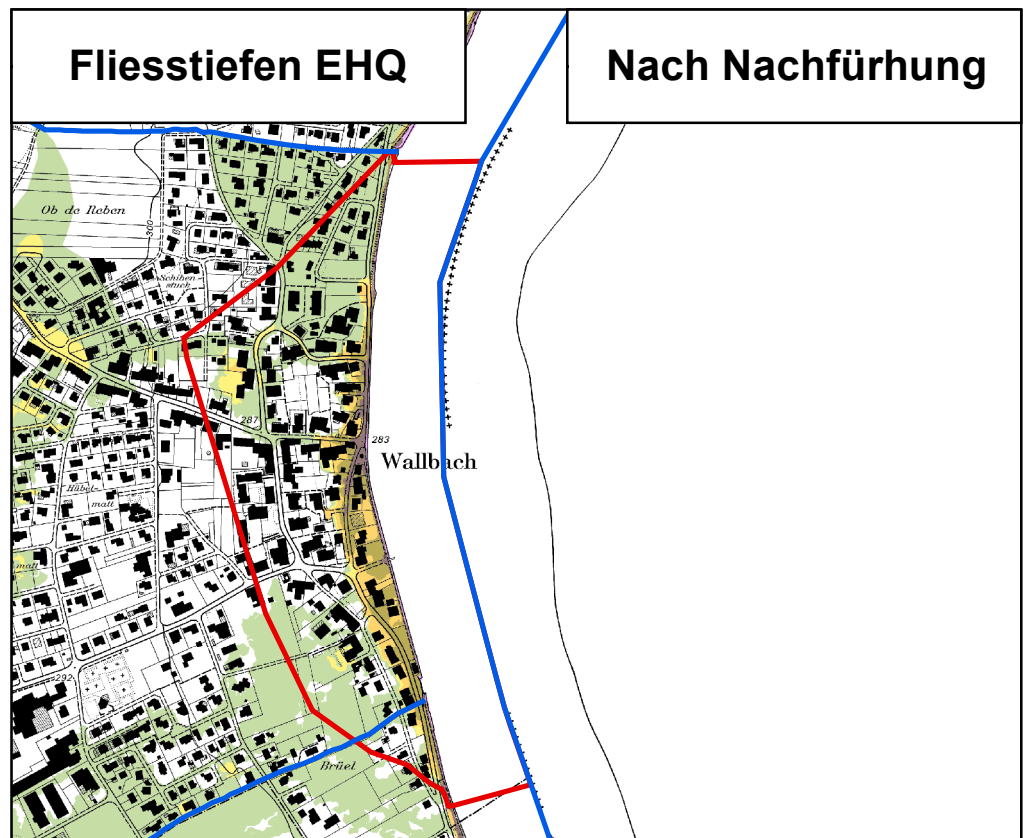 Fliesstiefen EHQ
Nach Nachfürhung
Ob de Reben
300
Schiben-
stuck
287
283
Wallbach
Hübel-
matt
matt
292
Brüel